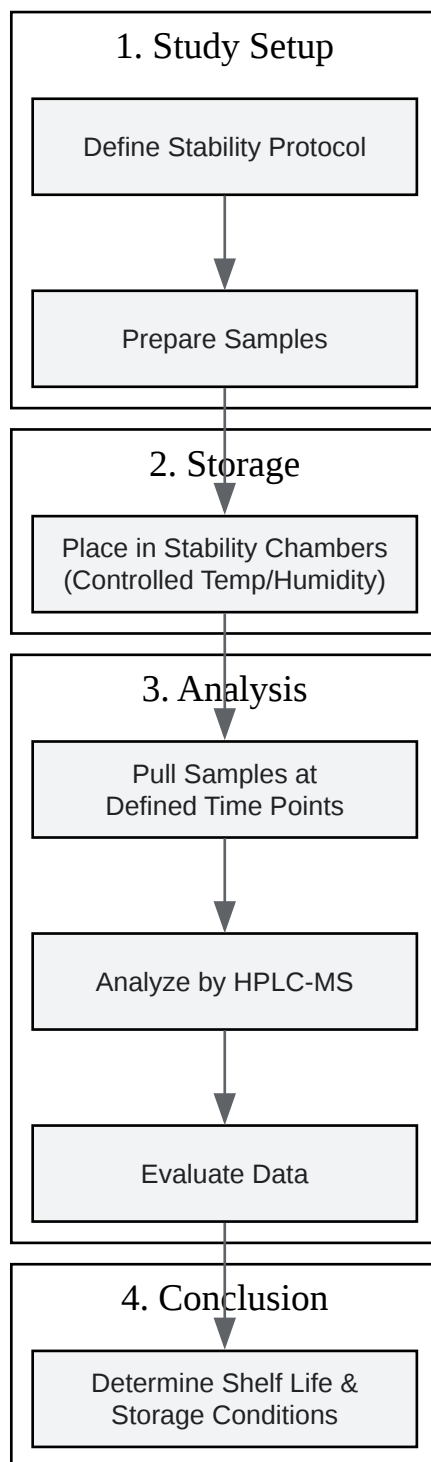 1. Study Setup
Define Stability Protocol
Prepare Samples
2. Storage
Place in Stability Chambers
(Controlled Temp/Humidity)
3. Analysis
Pull Samples at
Defined Time Points
Analyze by HPLC-MS
Evaluate Data
4. Conclusion
Determine Shelf Life &
Storage Conditions